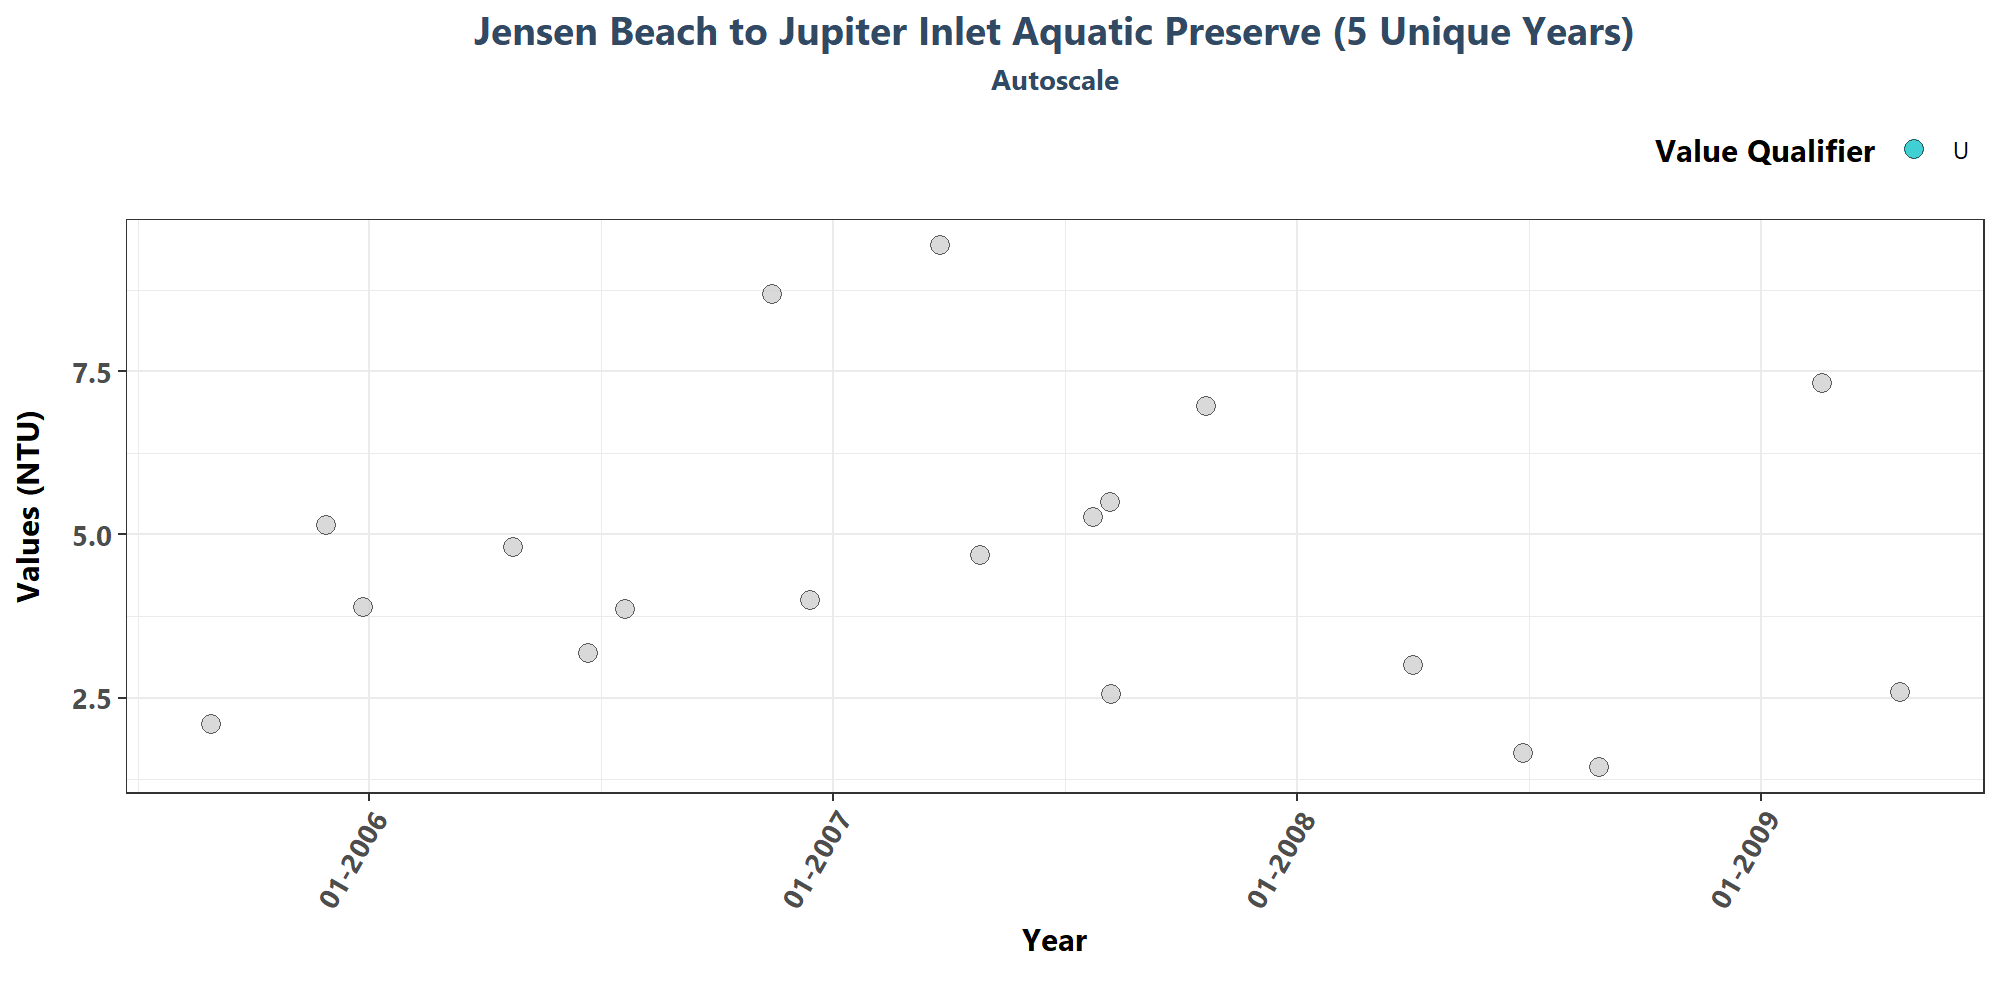 Jensen Beach to Jupiter Inlet Aquatic Preserve (5 Unique Years)
Autoscale
Value Qualifier U
Values (NTU)
7.5
5.0
2.5
01-2006 01-2007 01-2008 01-2009
Year